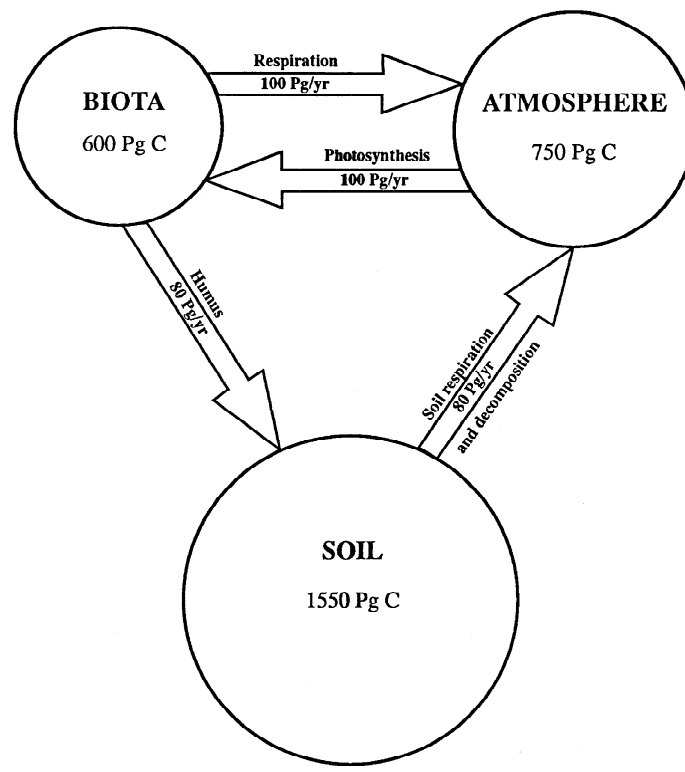 Respiration
100 Pg/yr
BIOTA
600 Pg C
ATMOSPHERE
750 Pg C
Photosynthesis
100 Pg/yr
Humus
80 Pg/yr
Soil respiration
80 Pg/yr
and decomposition
SOIL
1550 Pg C